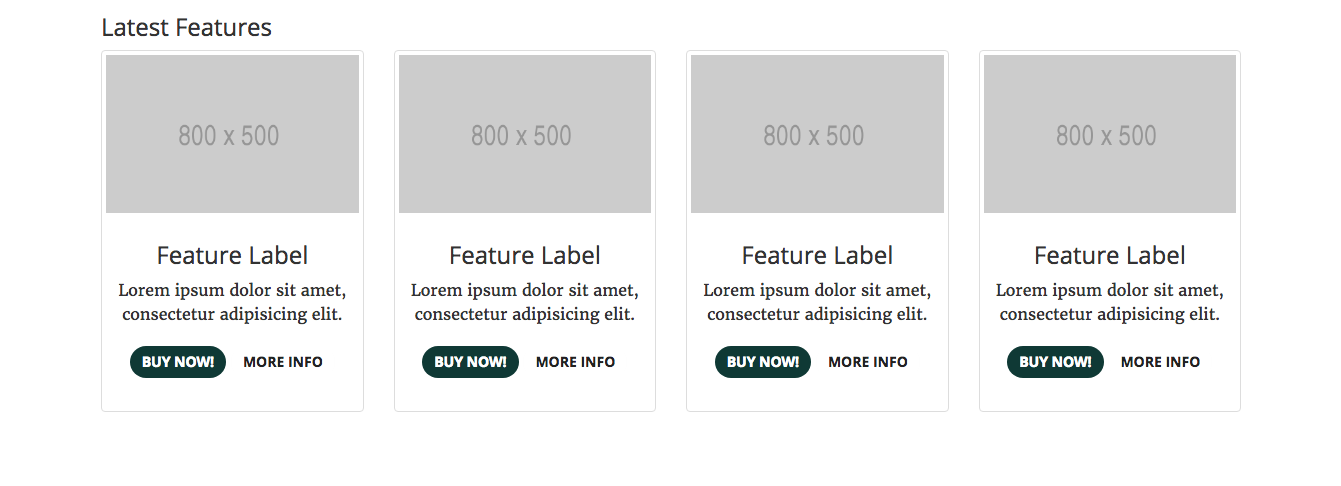 Latest Features
800 x 500
Feature Label
Lorem ipsum dolor sit amet,
consectetur adipisicing elit.
BUY NOW! MORE INFO
800 x 500
Feature Label
Lorem ipsum dolor sit amet,
consectetur adipisicing elit.
BUY NOW! MORE INFO
800 x 500
Feature Label
Lorem ipsum dolor sit amet,
consectetur adipisicing elit.
BUY NOW! MORE INFO
800 x 500
Feature Label
Lorem ipsum dolor sit amet,
consectetur adipisicing elit.
BUY NOW! MORE INFO